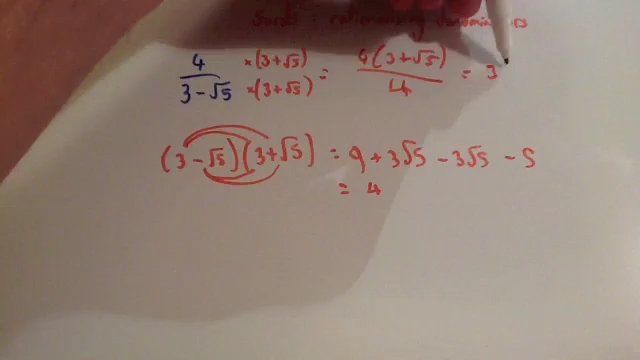 Surds : rationalising denominators
4/(3-√5) ×(3+√5)/×(3+√5) = 4(3+√5)/4 = 3
(3-√5)(3+√5) = 9 + 3√5 - 3√5 - 5
= 4